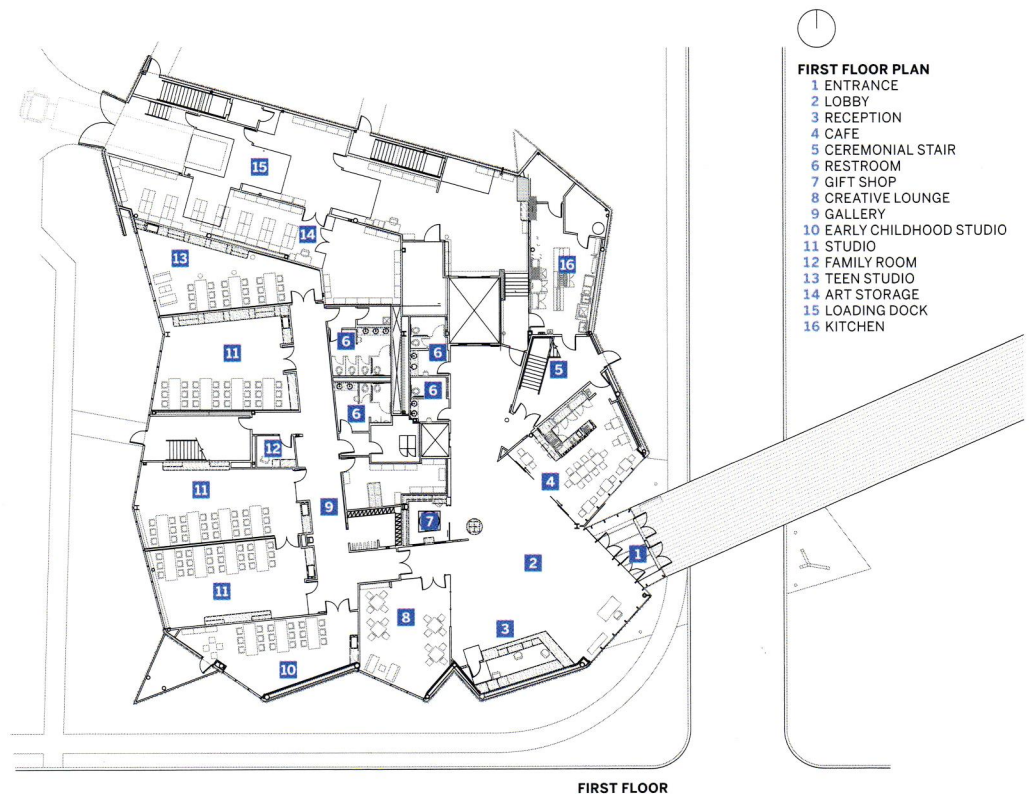 FIRST FLOOR PLAN
1 ENTRANCE
2 LOBBY
3 RECEPTION
4 CAFE
5 CEREMONIAL STAIR
6 RESTROOM
7 GIFT SHOP
8 CREATIVE LOUNGE
9 GALLERY
10 EARLY CHILDHOOD STUDIO
11 STUDIO
12 FAMILY ROOM
13 TEEN STUDIO
14 ART STORAGE
15 LOADING DOCK
16 KITCHEN
15
14
13
16
11
6
6
5
6
6
12
4
11
9
7
1
2
11
8
3
10
FIRST FLOOR